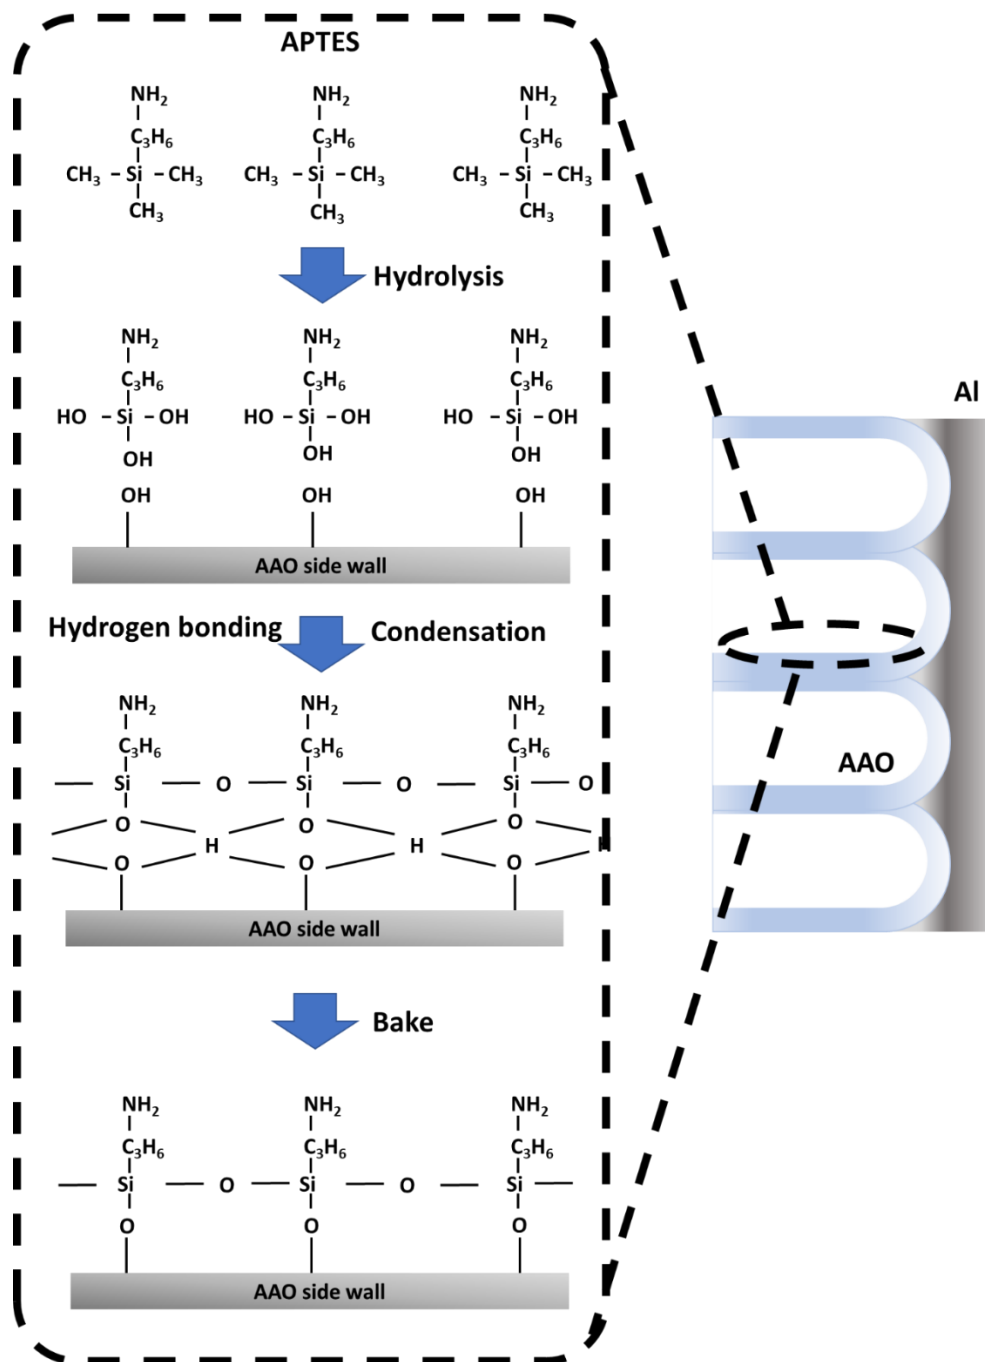 APTES
NH2 NH2 NH2
C3H6 C3H6 C3H6
CH3 – Si – CH3 CH3 – Si – CH3 CH3 – Si – CH3
CH3 CH3 CH3
Hydrolysis
NH2 NH2 NH2
C3H6 C3H6 C3H6
HO – Si – OH HO – Si – OH HO – Si – OH
OH OH OH
OH OH OH
AAO side wall
Hydrogen bonding Condensation
NH2 NH2 NH2
C3H6 C3H6 C3H6
Si O Si O Si O
O O O
H H H
O O O
AAO side wall
Bake
NH2 NH2 NH2
C3H6 C3H6 C3H6
Si O Si O Si
O O O
AAO side wall
Al
AAO